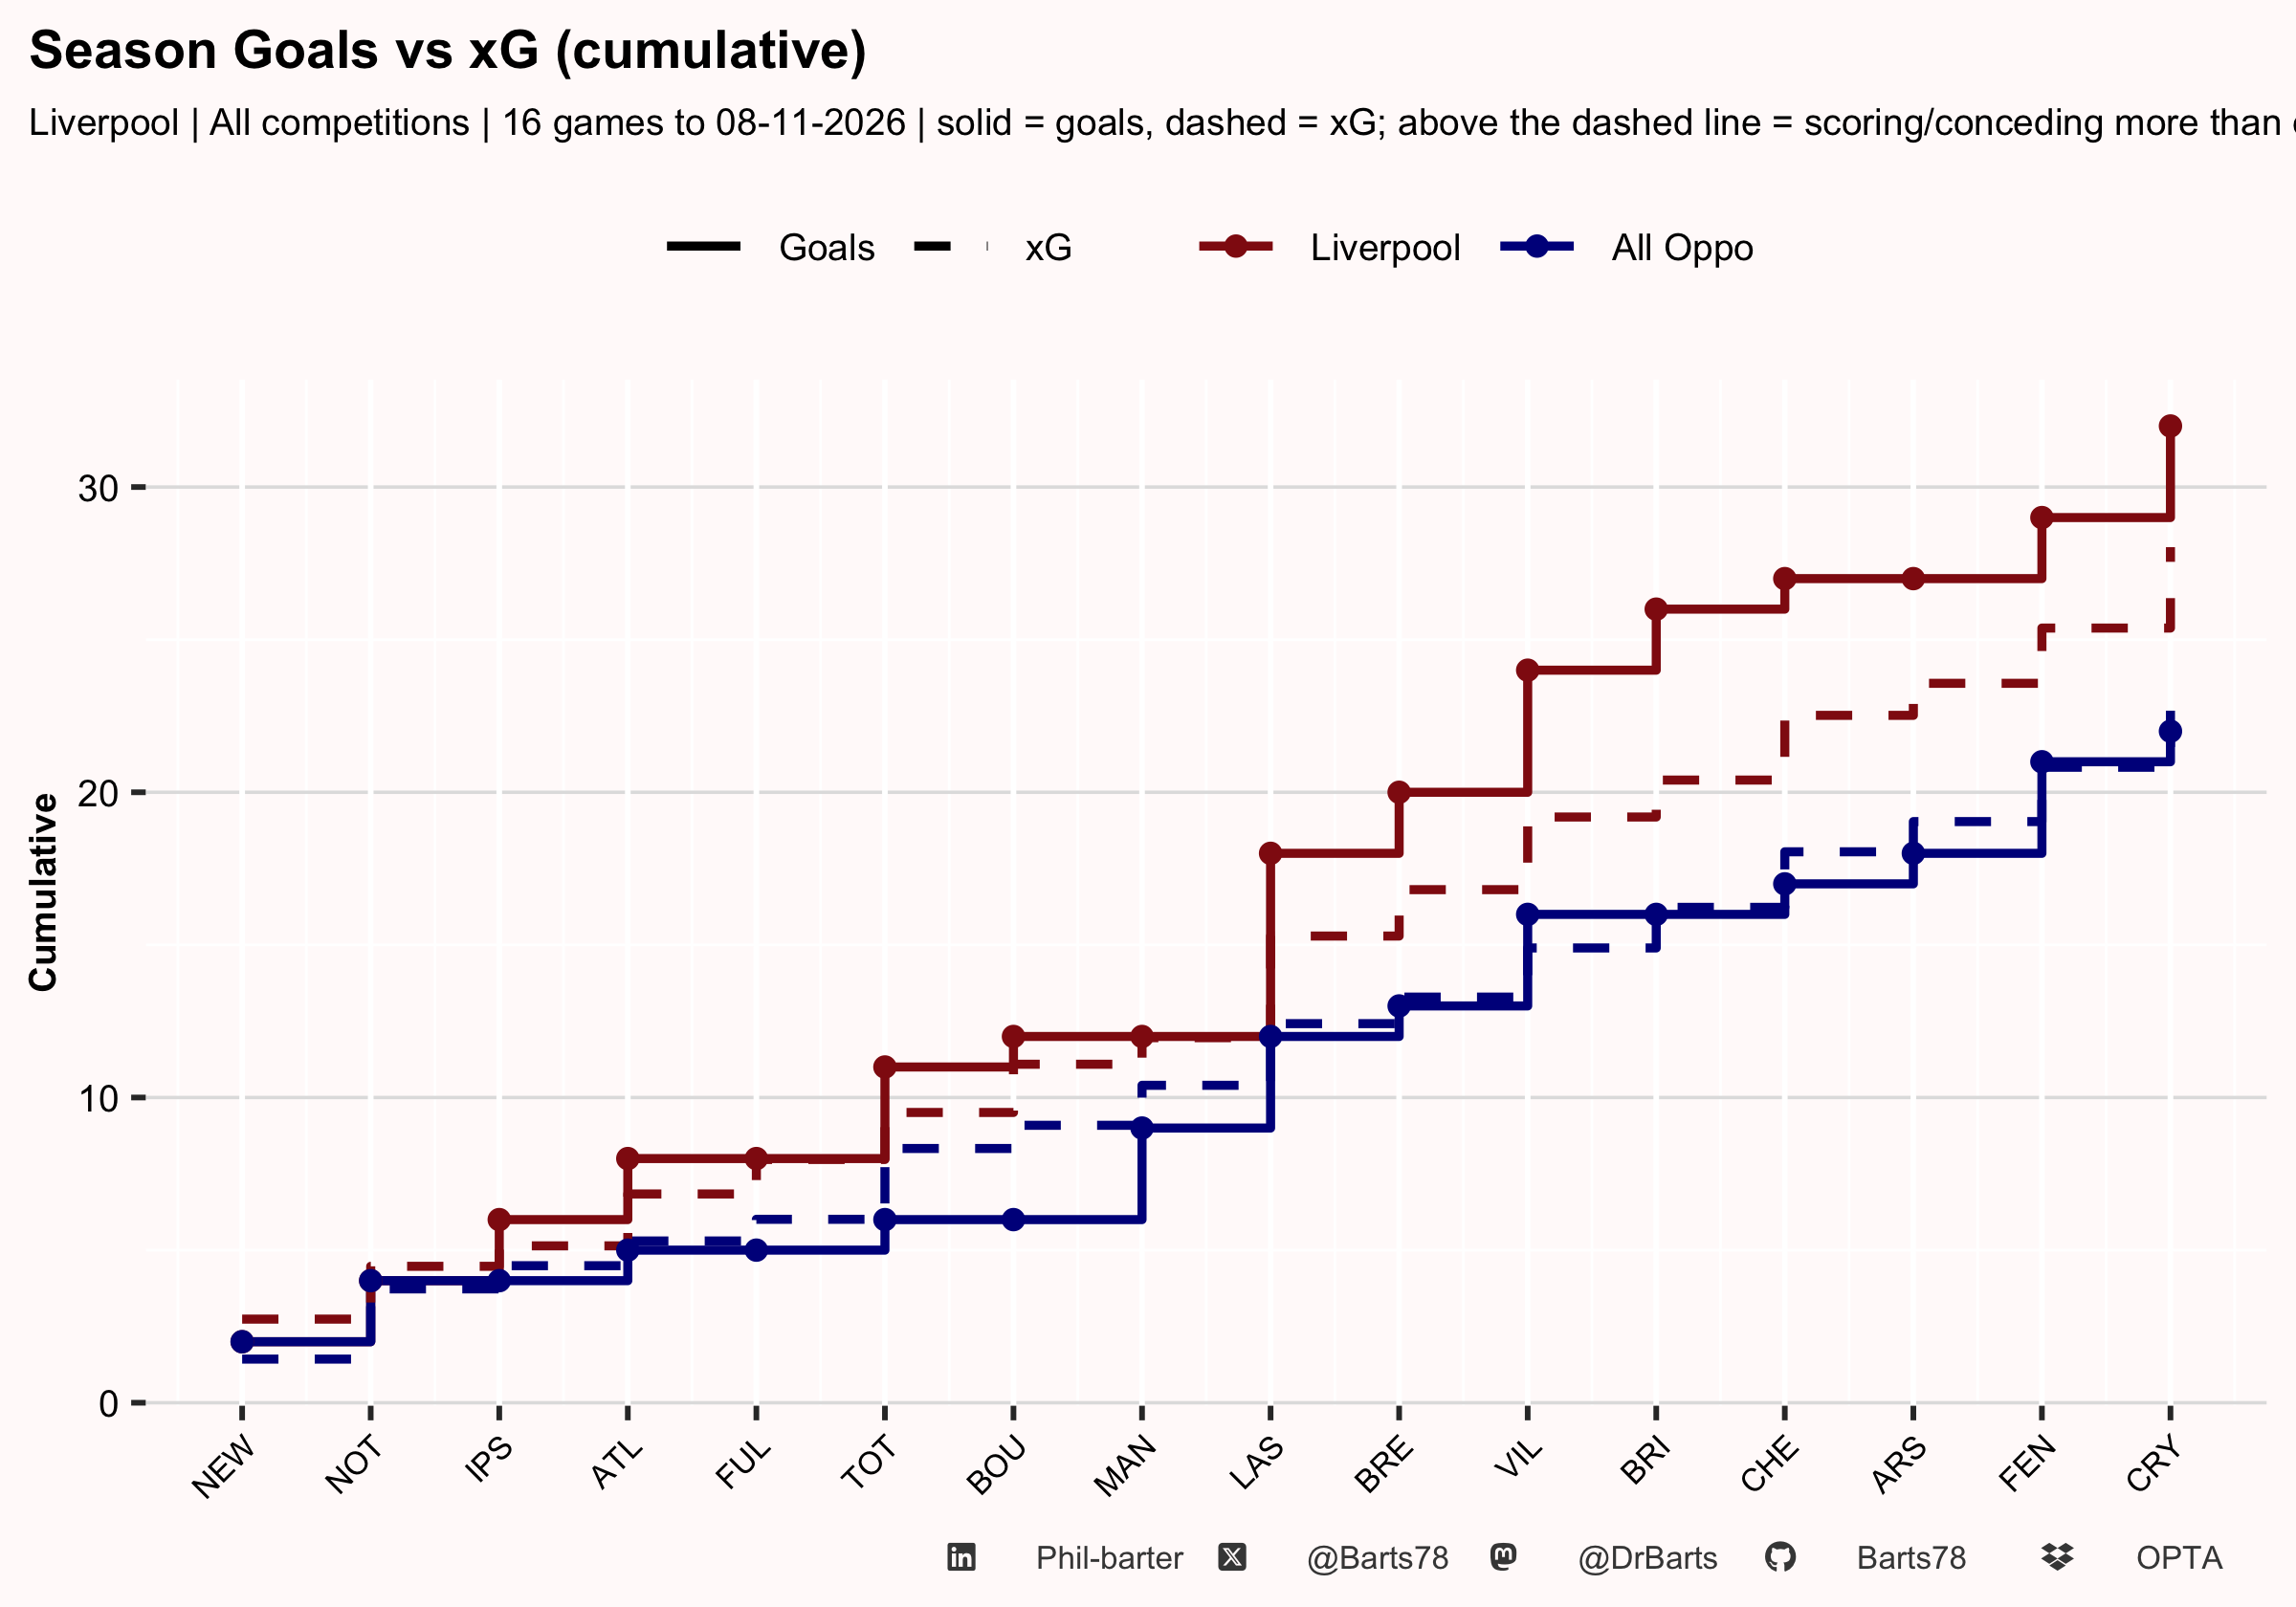 Season Goals vs xG (cumulative)
Liverpool | All competitions | 16 games to 08-11-2026 | solid = goals, dashed = xG; above the dashed line = scoring/conceding more than
Goals xG Liverpool All Oppo
Cumulative
30
20
10
0
NEW NOT IPS ATL FUL TOT BOU MAN LAS BRE VIL BRI CHE ARS FEN CRY
Phil-barter @Barts78 @DrBarts Barts78 OPTA